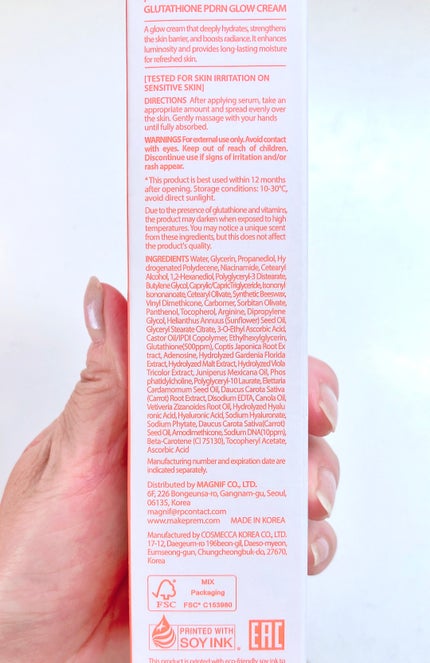 GLUTATHIONE PDRN GLOW CREAM
A glow cream that deeply hydrates, strengthens
the skin barrier, and boosts radiance. It enhances
luminosity and provides long-lasting moisture
for refreshed skin.
[TESTED FOR SKIN IRRITATION ON
SENSITIVE SKIN]
DIRECTIONS After applying serum, take an
appropriate amount and spread evenly over
the skin. Gently massage with your hands
until fully absorbed.
WARNINGS For external use only. Avoid contact
with eyes. Keep out of reach of children.
Discontinue use if signs of irritation and/or
rash appear.
*This product is best used within 12 months
after opening. Storage conditions: 10-30°C,
avoid direct sunlight.
Due to the presence of glutathione and vitamins,
the product may darken when exposed to high
temperatures. You may notice a unique scent
from these ingredients, but this does not affect
the product's quality.
INGREDIENTS Water, Glycerin, Propanediol, Hy
drogenated Polydecene, Niacinamide, Cetearyl
Alcohol, 1,2-Hexanediol, Polyglyceryl-3 Distearate,
Butylene Glycol, Caprylic/Capric Triglyceride, Isononyl
Isononanoate, Cetearyl Olivate, Synthetic Beeswax,
Vinyl Dimethicone, Carbomer, Sorbitan Olivate,
Panthenol, Tocopherol, Arginine, Dipropylene
Glycol, Helianthus Annuus (Sunflower) Seed Oil,
Glyceryl Stearate Citrate, 3-O-Ethyl Ascorbic Acid,
Castor Oil/IPDI Copolymer, Ethylhexylglycerin,
Glutathione(500ppm), Coptis Japonica Root Ex
tract, Adenosine, Hydrolyzed Gardenia Florida
Extract, Hydrolyzed Malt Extract, Hydrolyzed Viola
Tricolor Extract, Juniperus Mexicana Oil, Phos
phatidylcholine, Polyglyceryl-10 Laurate, Elettaria
Cardamomum Seed Oil, Daucus Carota Sativa
(Carrot) Root Extract, Disodium EDTA, Canola Oil,
Vetiveria Zizanoides Root Oil, Hydrolyzed Hyalu
ronic Acid, Hyaluronic Acid, Sodium Hyaluronate,
Sodium Phytate, Daucus Carota Sativa(Carrot)
Seed Oil, Amodimethicone, Sodium DNA(10ppm),
Beta-Carotene (CI 75130), Tocopheryl Acetate,
Ascorbic Acid
Manufacturing number and expiration date are
indicated separately.
Distributed by MAGNIF CO., LTD.
6F, 226 Bongeunsa-ro, Gangnam-gu, Seoul,
06135, Korea
magnif@rpcontact.com
www.makeprem.com MADE IN KOREA
Manufactured by COSMECCA KOREA CO., LTD.
17-12, Daegeum-ro 196beon-gil, Daeso-myeon,
Eumseong-gun, Chungcheongbuk-do, 27670,
Korea
FSC
MIX
Packaging
FSC® C153980
PRINTED WITH
SOY INK
EAC
This product is printed with eco-friendly soy ink to